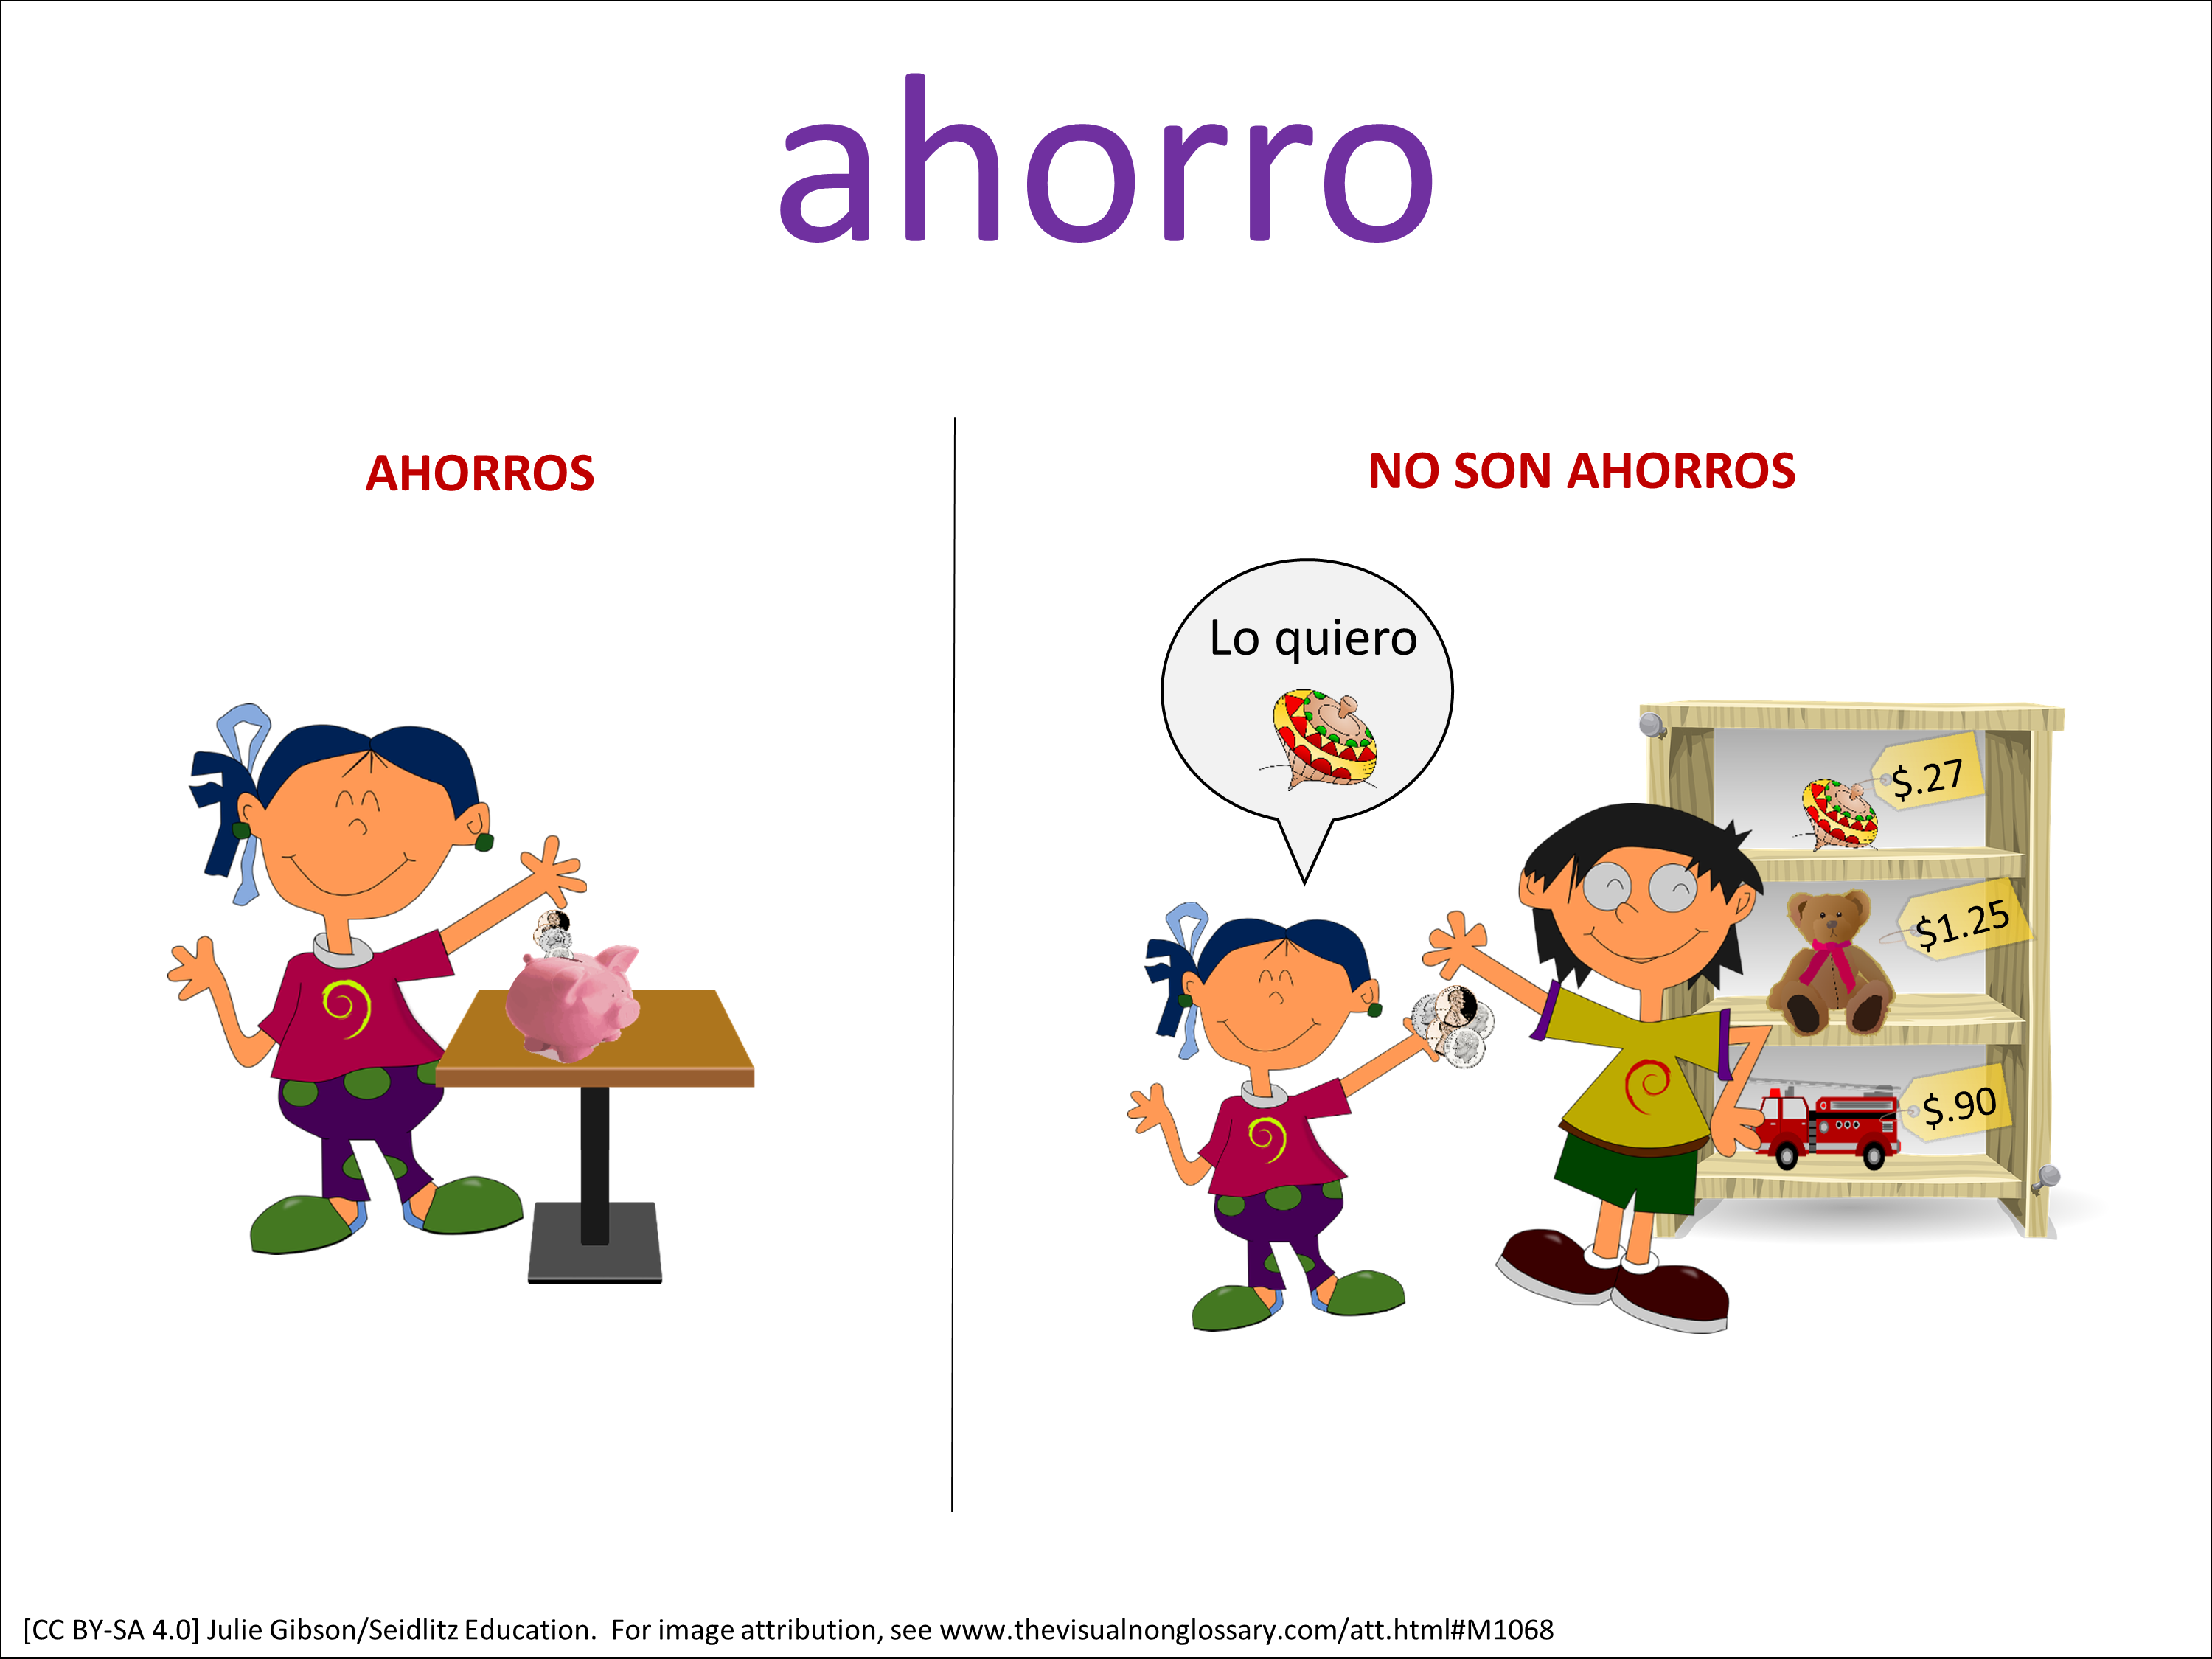 ahorro
AHORROS
NO SON AHORROS
Lo quiero
$.27
$1.25
$.90
[CC BY-SA 4.0] Julie Gibson/Seidlitz Education.  For image attribution, see www.thevisualnonglossary.com/att.html#M1068